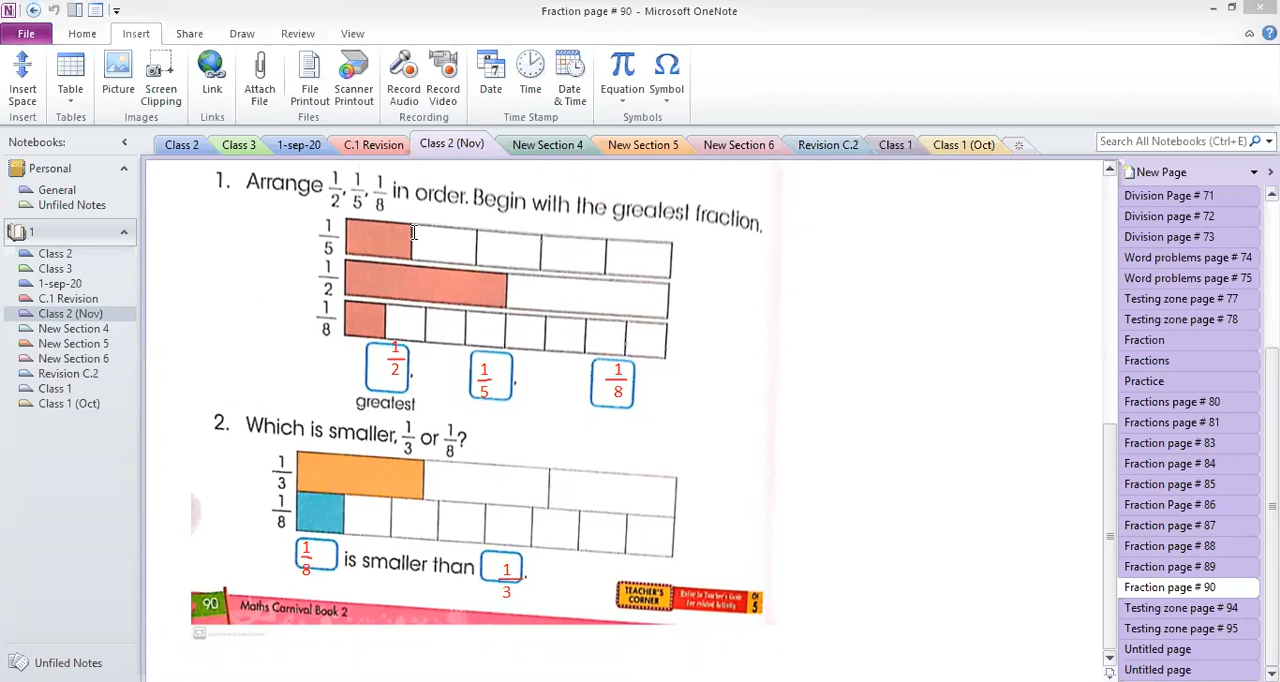 Fraction page # 90 - Microsoft OneNote
File Home Insert Share Draw Review View
Insert Space
Table
Picture
Screen Clipping
Link
Attach File
File Printout
Scanner Printout
Record Audio
Record Video
Date
Time
Date & Time
Equation
Symbol
Insert Tables Images Links Files Recording Time Stamp Symbols
Notebooks:
Class 2 Class 3 1-sep-20 C.1 Revision Class 2 (Nov) New Section 4 New Section 5 New Section 6 Revision C.2 Class 1 Class 1 (Oct)
Search All Notebooks (Ctrl+E)
Personal
General
Unfiled Notes
1
Class 2
Class 3
1-sep-20
C.1 Revision
Class 2 (Nov)
New Section 4
New Section 5
New Section 6
Revision C.2
Class 1
Class 1 (Oct)
Unfiled Notes
1. Arrange 1/2, 1/5, 1/8 in order. Begin with the greatest fraction.
1/5
1/2
1/8
1/2, 1/5, 1/8
greatest
2. Which is smaller, 1/3 or 1/8?
1/3
1/8
1/8 is smaller than 1/3.
90 Maths Carnival Book 2
TEACHER'S CORNER
Refer to Teacher's Guide
For related Activity
5
New Page
Division Page # 71
Division page # 72
Division page # 73
Word problems page # 74
Word problems page # 75
Testing zone page # 77
Testing zone page # 78
Fraction
Fractions
Practice
Fractions page # 80
Fractions page # 81
Fraction page # 83
Fraction page # 84
Fraction page # 85
Fraction Page # 86
Fraction page # 87
Fraction page # 88
Fraction page # 89
Fraction page # 90
Testing zone page # 94
Testing zone page # 95
Untitled page
Untitled page